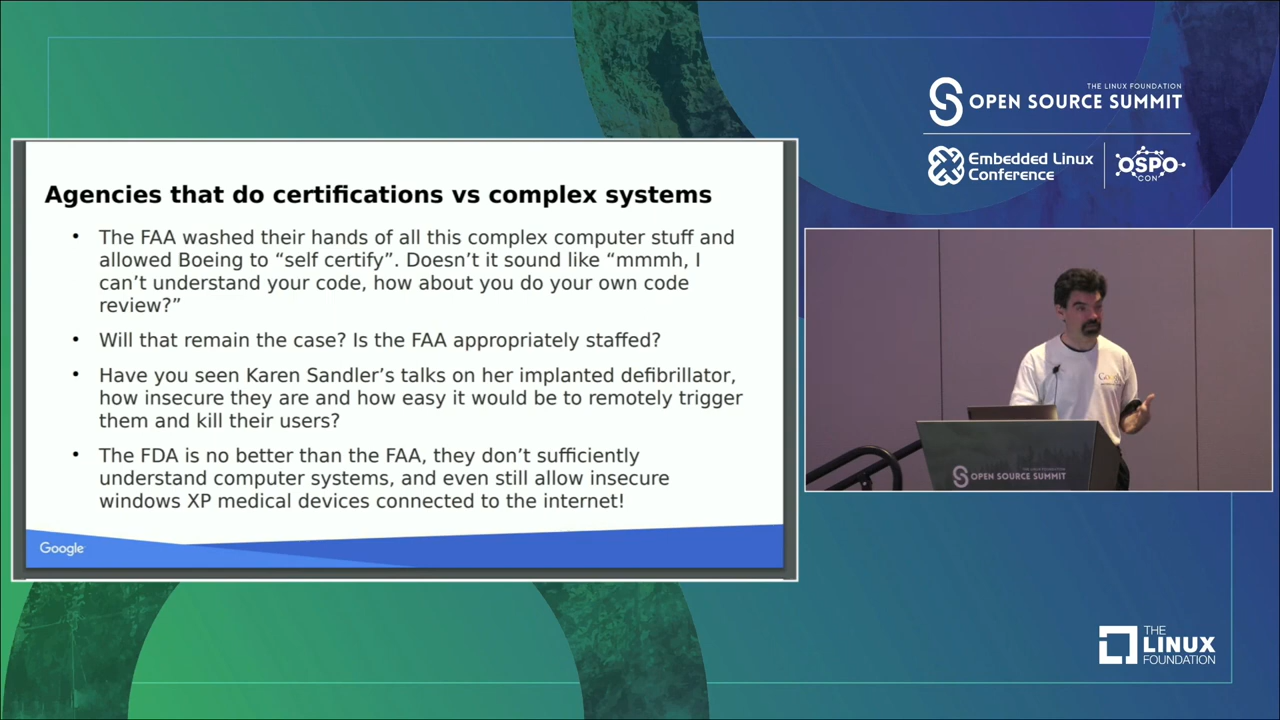 THE LINUX FOUNDATION
OPEN SOURCE SUMMIT
Embedded Linux
Conference
OSPO
CON
Agencies that do certifications vs complex systems
• The FAA washed their hands of all this complex computer stuff and
allowed Boeing to “self certify”. Doesn’t it sound like “mmmh, I
can’t understand your code, how about you do your own code
review?”
• Will that remain the case? Is the FAA appropriately staffed?
• Have you seen Karen Sandler’s talks on her implanted defibrillator,
how insecure they are and how easy it would be to remotely trigger
them and kill their users?
• The FDA is no better than the FAA, they don’t sufficiently
understand computer systems, and even still allow insecure
windows XP medical devices connected to the internet!
Google
Google
THE LINUX FOUNDATION
OPEN SOURCE SUMMIT
THE
LINUX
FOUNDATION